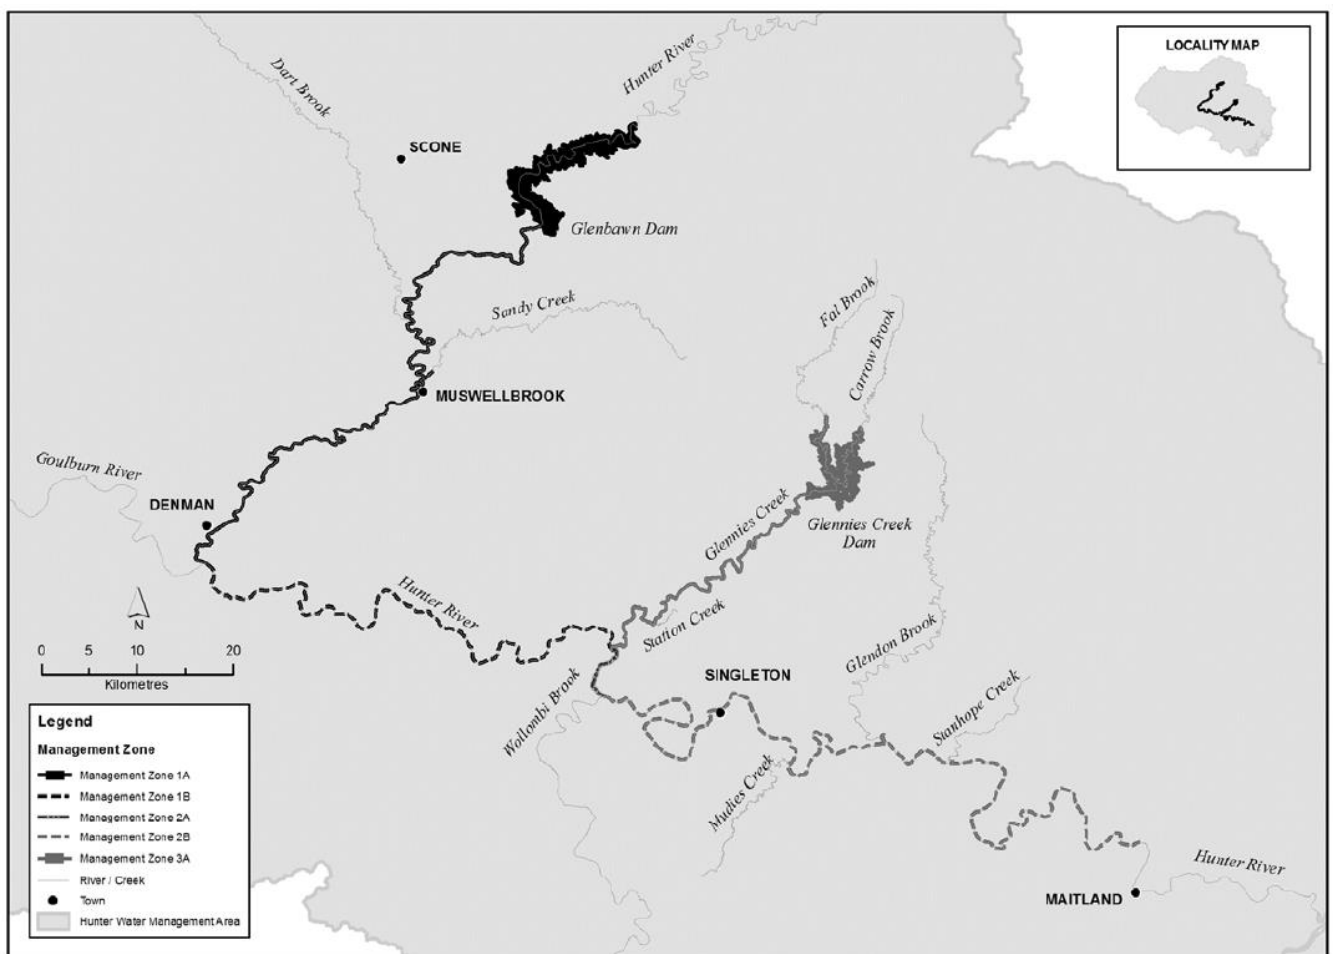 LOCALITY MAP
Hunter River
Dart Brook
SCONE
Glenbawn Dam
Sandy Creek
Fal Brook
Carrow Brook
MUSWELLBROOK
Goulburn River
DENMAN
Glennies Creek
Glennies Creek
Dam
Hunter River
Station Creek
N
0 5 10 20
Kilometres
Glendon Brook
SINGLETON
Wollombi Brook
Stanhope Creek
Mudies Creek
Hunter River
MAITLAND
Legend
Management Zone
Management Zone 1A
Management Zone 1B
Management Zone 2A
Management Zone 2B
Management Zone 3A
River / Creek
Town
Hunter Water Management Area